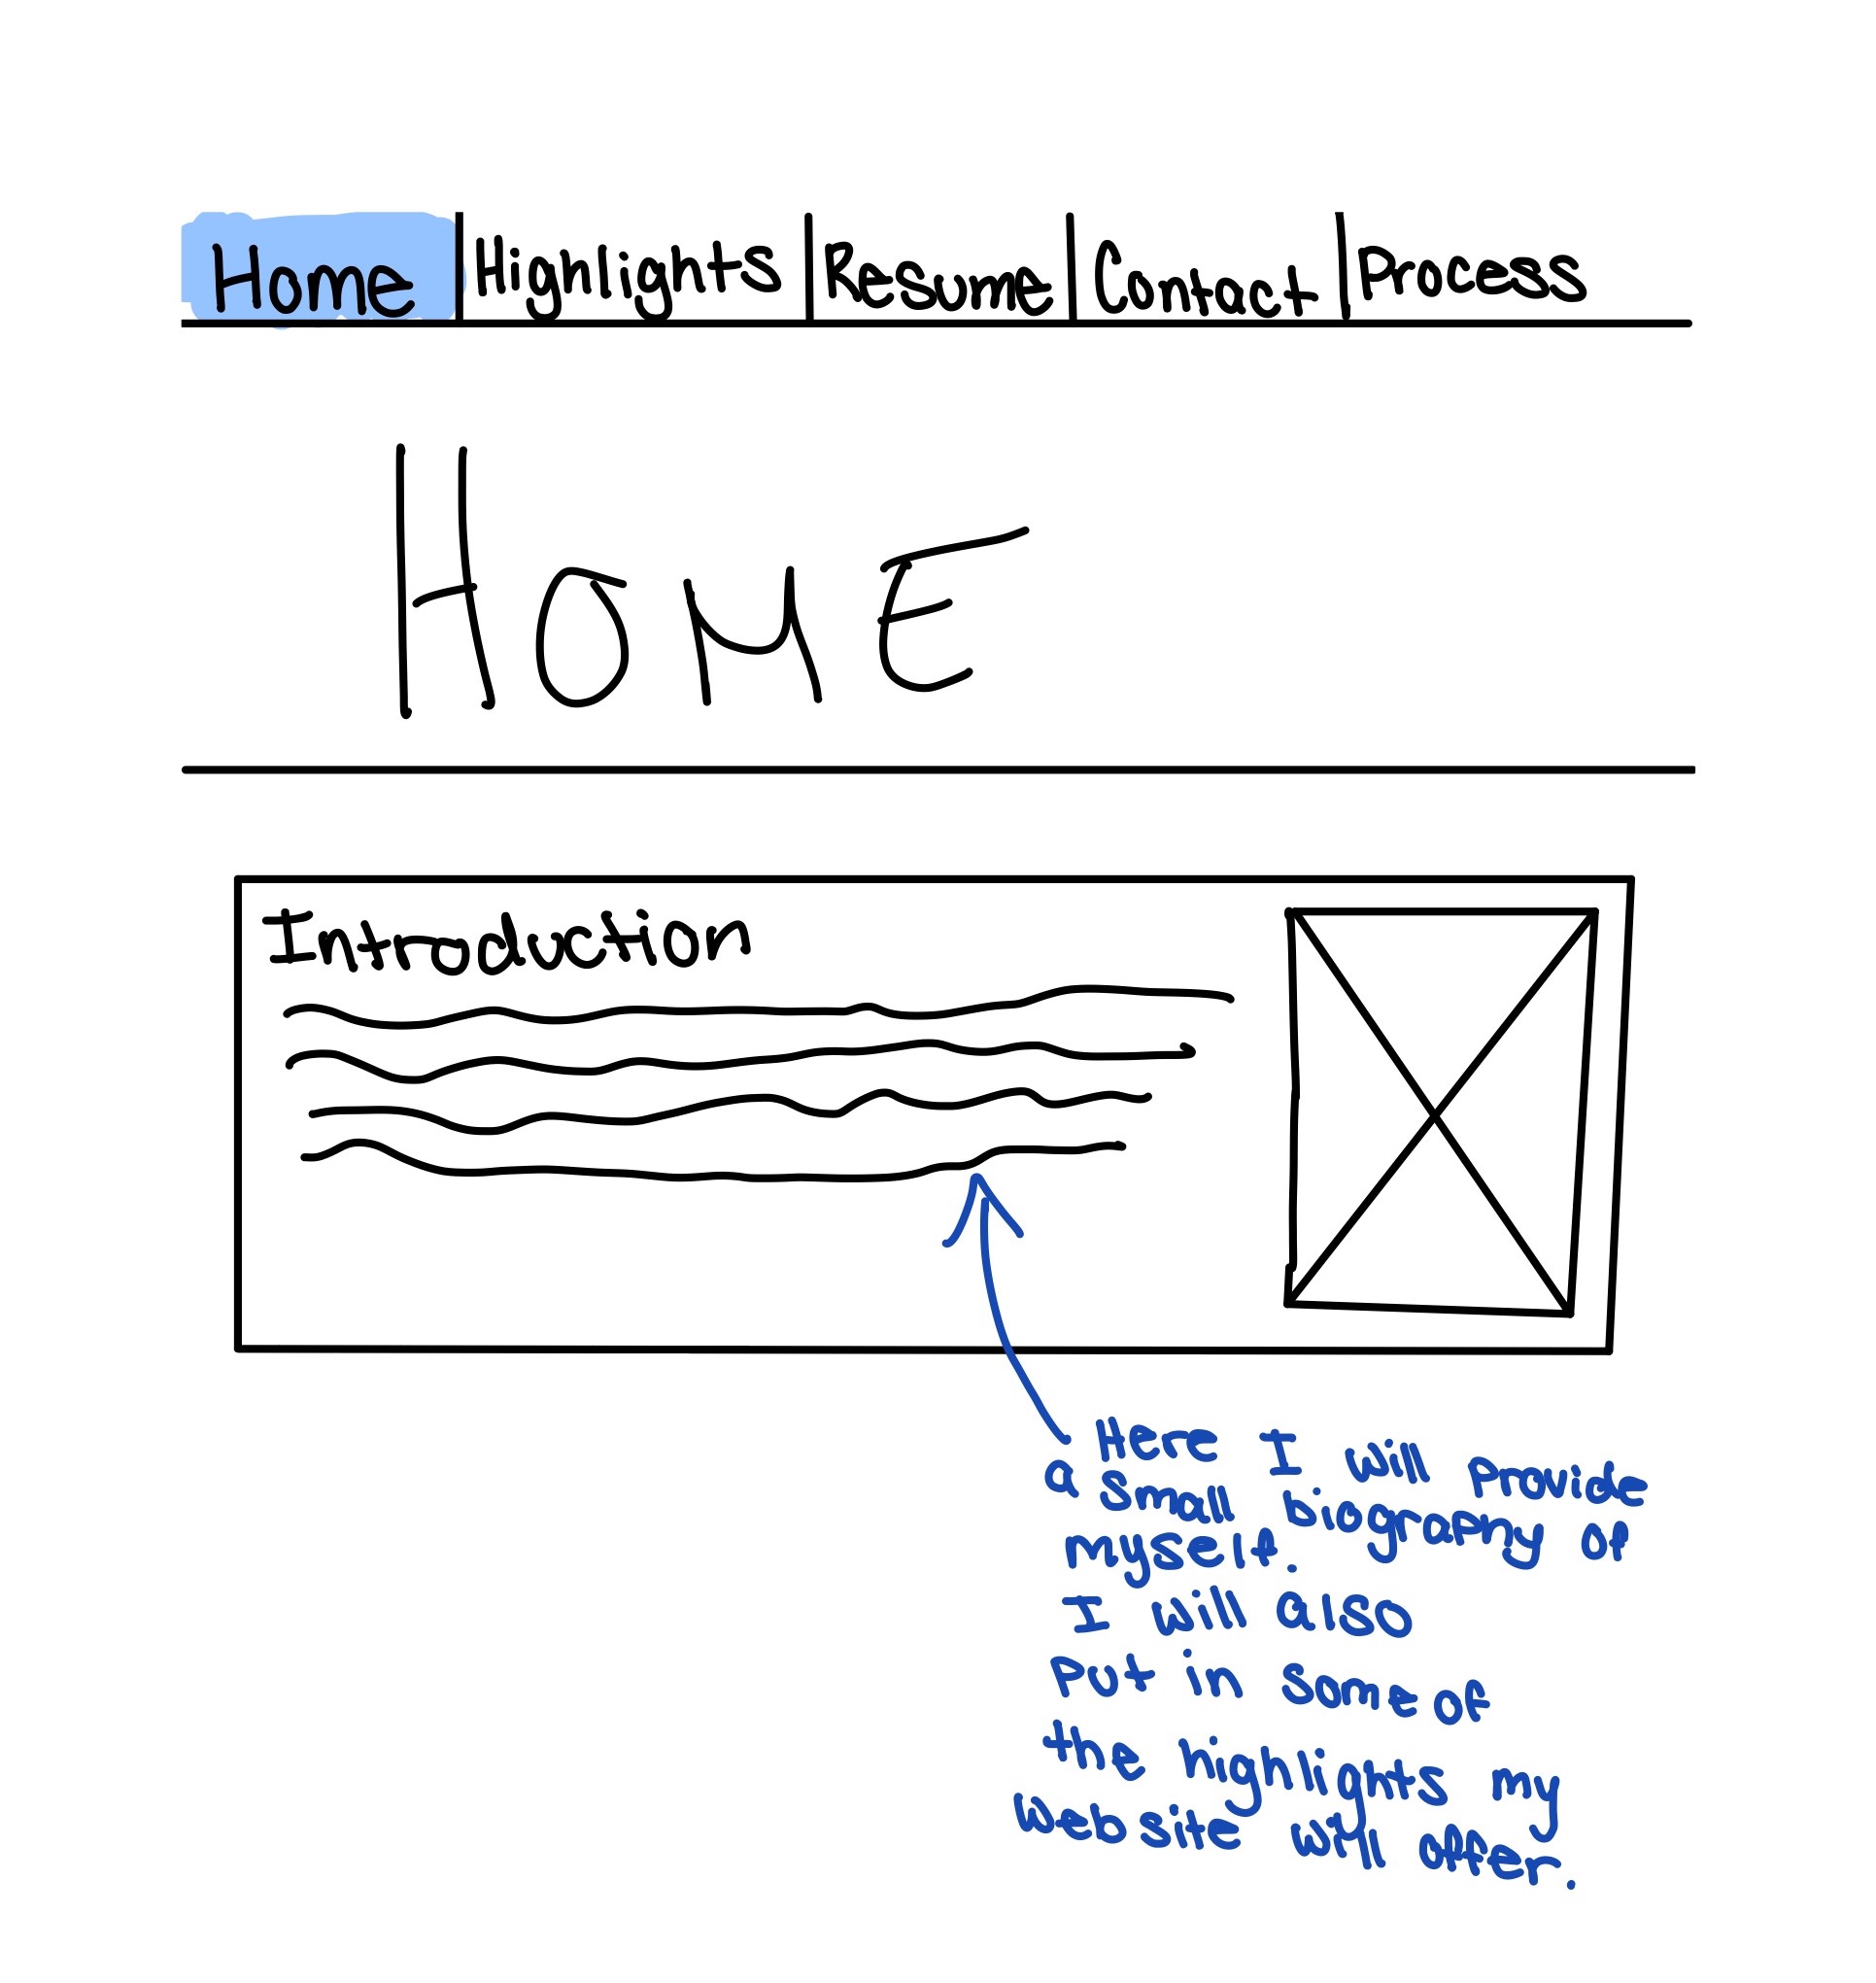 Home Highlights Resume Contact Process
HOME
Introduction
Here I will Provide
a small biography of
myself.
I will also
Put in some of
the highlights my
website will offer.